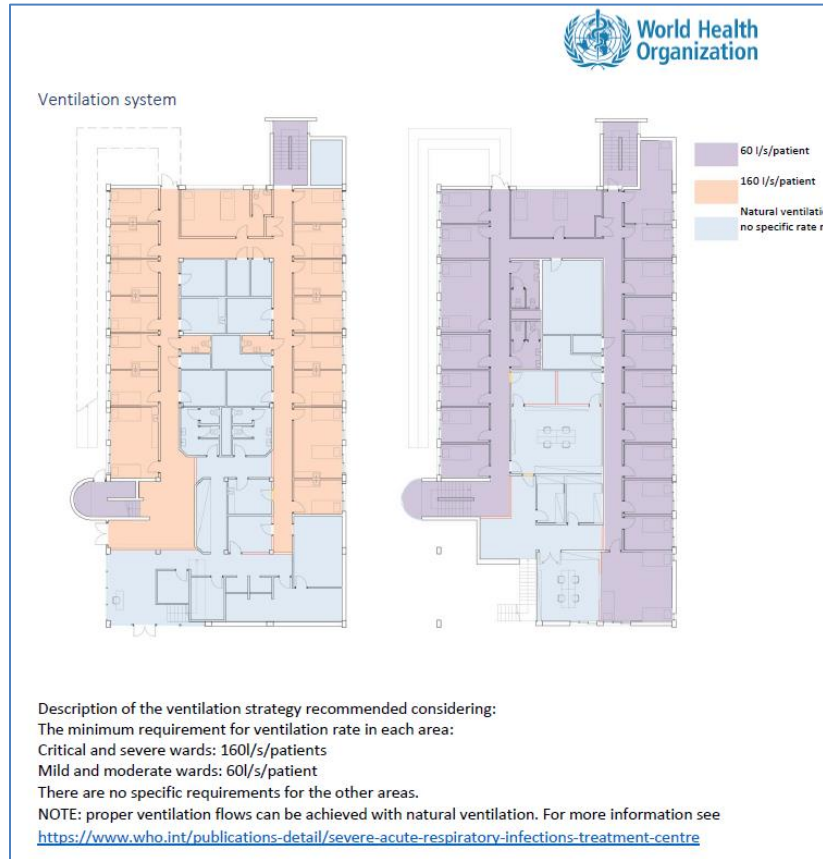 World Health
Organization
Ventilation system
60 l/s/patient
160 l/s/patient
Natural
no specific rate
Description of the ventilation strategy recommended considering:
The minimum requirement for ventilation rate in each area:
Critical and severe wards: 160l/s/patients
Mild and moderate wards: 60l/s/patient
There are no specific requirements for the other areas.
NOTE: proper ventilation flows can be achieved with natural ventilation. For more information see
https://www.who.int/publications-detail/severe-acute-respiratory-infections-treatment-centre